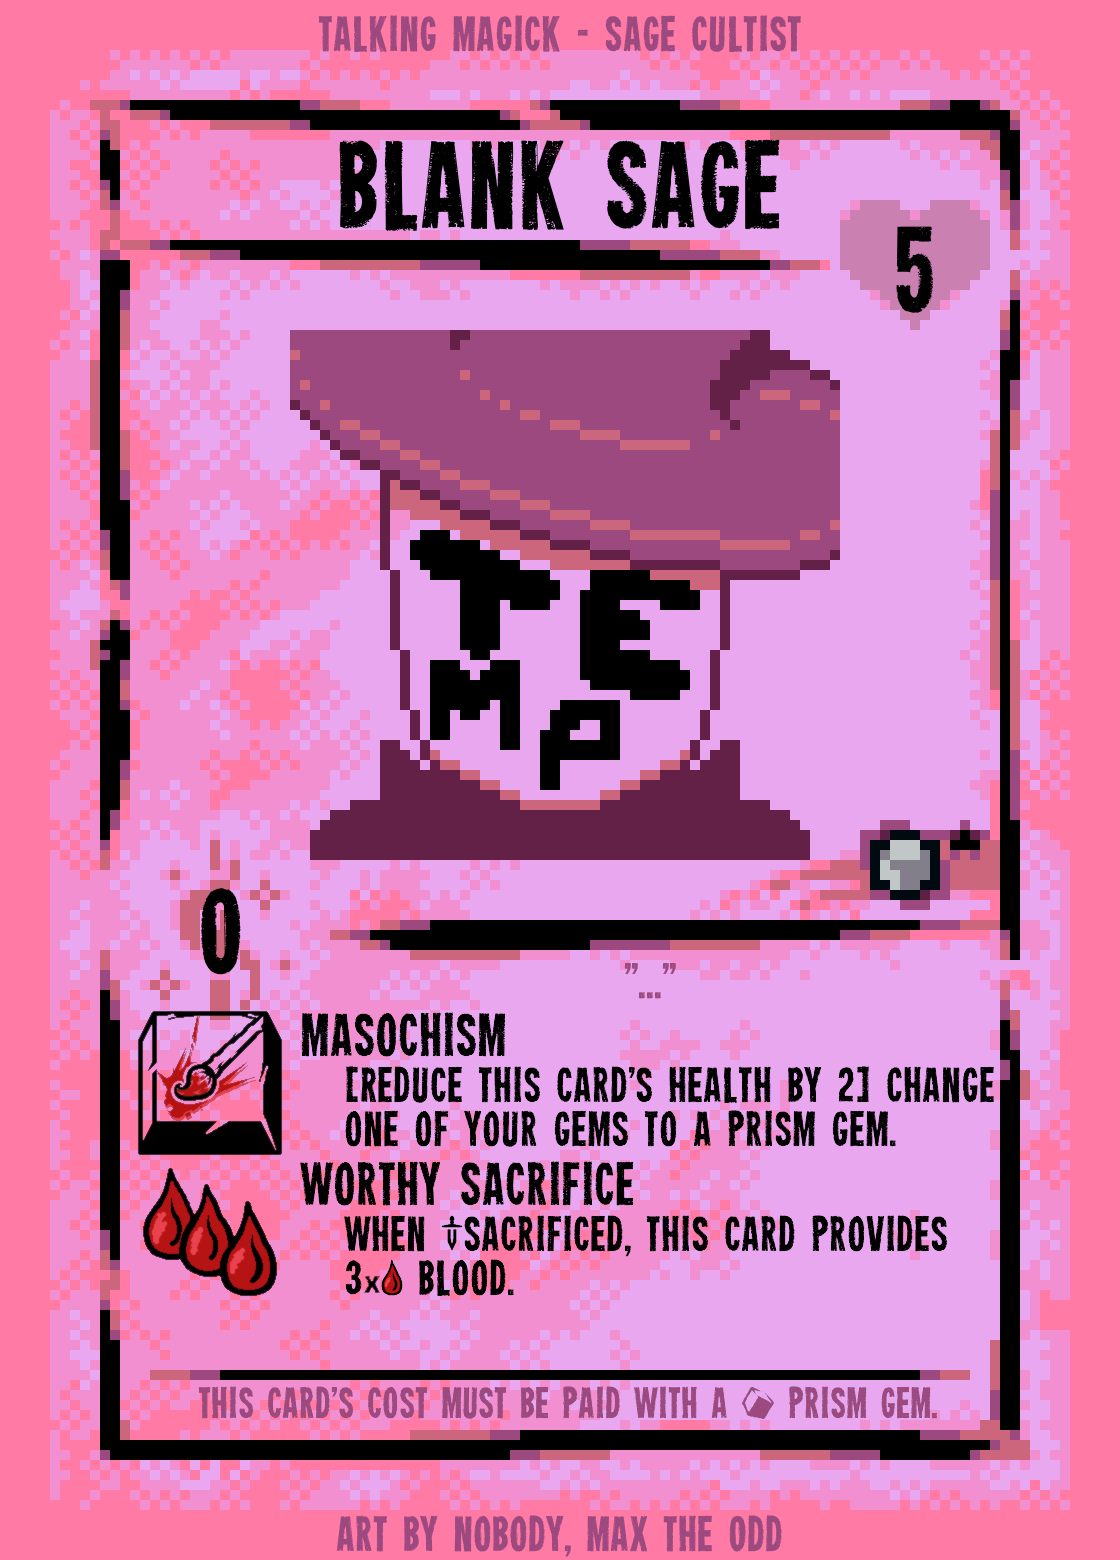 TALKING MAGICK - SAGE CULTIST
BLANK SAGE
5
TE
MP
0
” ”
...
MASOCHISM
[REDUCE THIS CARD'S HEALTH BY 2] CHANGE
ONE OF YOUR GEMS TO A PRISM GEM.
WORTHY SACRIFICE
WHEN SACRIFICED, THIS CARD PROVIDES
3x BLOOD.
THIS CARD'S COST MUST BE PAID WITH A PRISM GEM.
ART BY NOBODY, MAX THE ODD